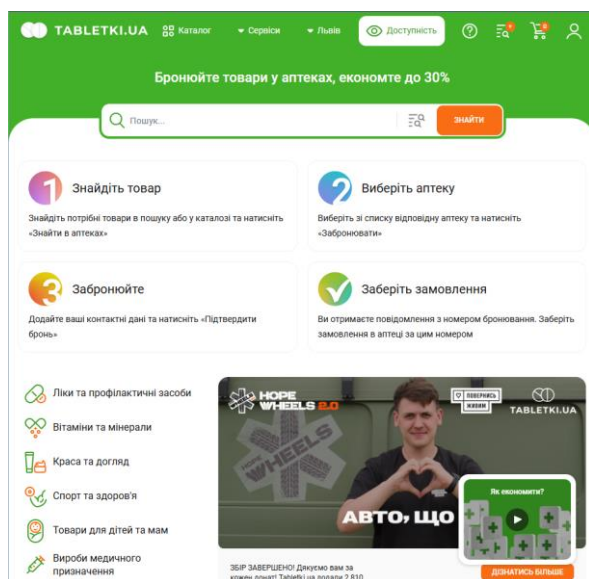 TABLETKI.UA
Каталог
Сервіси
Львів
Доступність
Бронюйте товари у аптеках, економте до 30%
Пошук...
ЗНАЙТИ
1 Знайдіть товар
Знайдіть потрібні товари в пошуку або у каталозі та натисніть
«Знайти в аптеках»
2 Виберіть аптеку
Виберіть зі списку відповідну аптеку та натисніть
«Забронювати»
3 Забронюйте
Додайте ваші контактні дані та натисніть «Підтвердити
бронь»
Заберіть замовлення
Ви отримаєте повідомлення з номером бронювання. Заберіть
замовлення в аптеці за цим номером
Ліки та профілактичні засоби
Вітаміни та мінерали
Краса та догляд
Спорт та здоров'я
Товари для дітей та мам
Вироби медичного
призначення
HOPE
WHEELS 2.0
ПОВЕРНИСЬ
ЖИВИМ
TABLETKI.UA
HOPE
WHEELS
АВТО, ЩО
Як економити?
ЗБІР ЗАВЕРШЕНО! Дякуємо вам за
кожен донат! Tabletki.ua додали 2 810
ДІЗНАТИСЬ БІЛЬШЕ